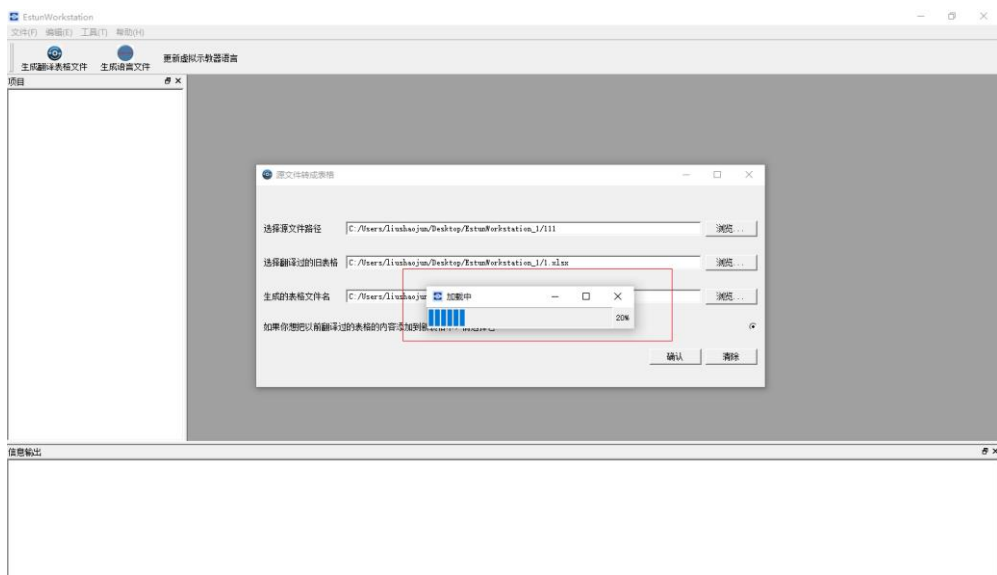 EstunWorkstation
文件(F) 编辑(E) 工具(T) 帮助(H)
生成翻译表格文件 生成语言文件 更新虚拟示教器语言
项目
源文件转成表格
选择源文件路径 C:/Users/liushaojun/Desktop/EstunWorkstation_1/111 浏览...
选择翻译过的旧表格 C:/Users/liushaojun/Desktop/EstunWorkstation_1/1.xlsx 浏览...
生成的表格文件名 C:/Users/liushaojun 浏览...
加载中
20%
如果你想把以前翻译过的表格的内容添加到
确认 清除
信息输出